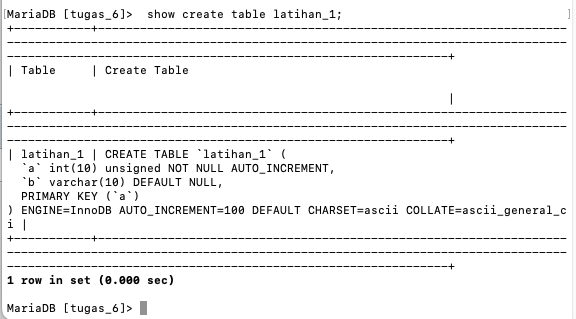 [MariaDB [tugas_6]>  show create table latihan_1;                                ]
+-----------+---------------------------------------------------------------------
----------------------------------------------------------------------------------
-----------------------------------------------------------------+
| Table     | Create Table
|
+-----------+---------------------------------------------------------------------
----------------------------------------------------------------------------------
-----------------------------------------------------------------+
| latihan_1 | CREATE TABLE `latihan_1` (
  `a` int(10) unsigned NOT NULL AUTO_INCREMENT,
  `b` varchar(10) DEFAULT NULL,
  PRIMARY KEY (`a`)
) ENGINE=InnoDB AUTO_INCREMENT=100 DEFAULT CHARSET=ascii COLLATE=ascii_general_c
i |
+-----------+---------------------------------------------------------------------
----------------------------------------------------------------------------------
-----------------------------------------------------------------+
1 row in set (0.000 sec)
MariaDB [tugas_6]>